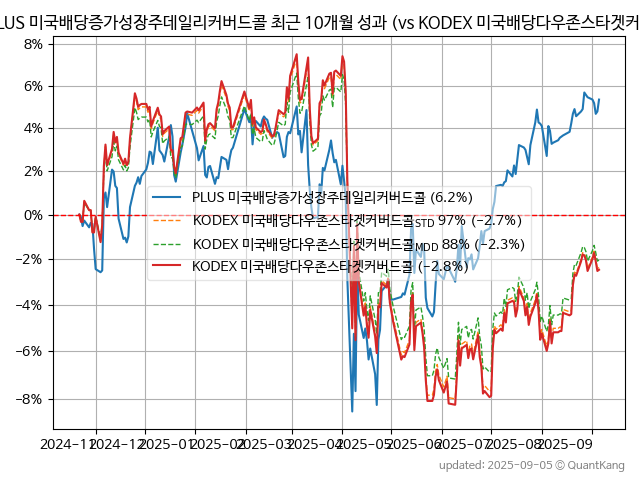 PLUS 미국배당증가성장주데일리커버드콜 최근 10개월 성과 (vs KODEX 미국배당다우존스타겟커
8%
6%
4%
2%
0%
−2%
−4%
−6%
−8%
PLUS 미국배당증가성장주데일리커버드콜 (6.2%)
KODEX 미국배당다우존스타겟커버드콜STD 97% (−2.7%)
KODEX 미국배당다우존스타겟커버드콜MDD 88% (−2.3%)
KODEX 미국배당다우존스타겟커버드콜 (−2.8%)
2024-11 2024-12 2025-01 2025-02 2025-03 2025-04 2025-05 2025-06 2025-07 2025-08 2025-09
updated: 2025-09-05 © QuantKang